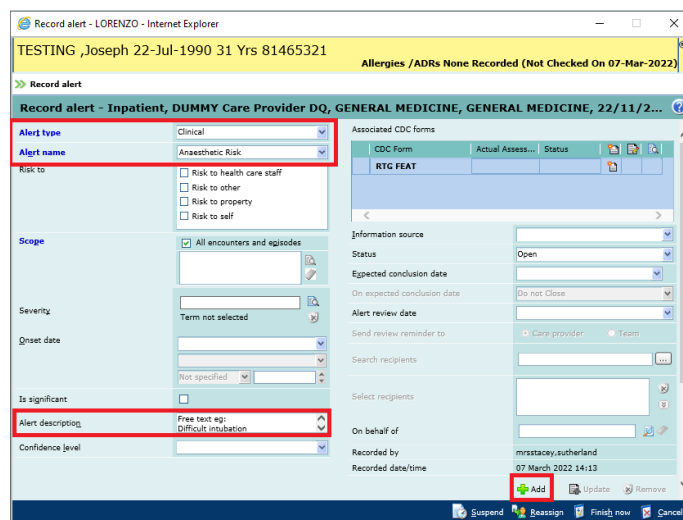 Record alert - LORENZO - Internet Explorer
TESTING ,Joseph 22-Jul-1990 31 Yrs 81465321
Allergies /ADRs None Recorded (Not Checked On 07-Mar-2022)
Record alert
Record alert - Inpatient, DUMMY Care Provider DQ, GENERAL MEDICINE, GENERAL MEDICINE, 22/11/2...
Alert type Clinical
Alert name Anaesthetic Risk
Risk to
Risk to health care staff
Risk to other
Risk to property
Risk to self
Scope All encounters and episodes
Severity
Term not selected
Onset date
Not specified
Is significant
Alert description Free text eg:
Difficult intubation
Confidence level
Associated CDC forms
CDC Form Actual Assess... Status
RTG FEAT
Information source
Status Open
Expected conclusion date
On expected conclusion date Do not Close
Alert review date
Send review reminder to Care provider Team
Search recipients ...
Select recipients
On behalf of
Recorded by mrsstacey.sutherland
Recorded date/time 07 March 2022 14:13
Add Update Remove
Suspend Reassign Finish now Cancel